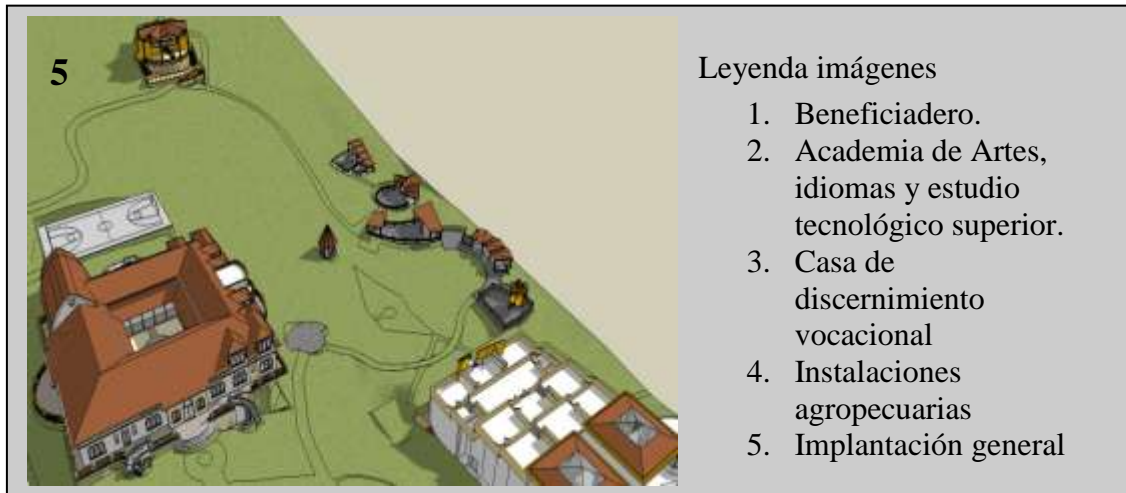 5
Leyenda imágenes
1. Beneficiadero.
2. Academia de Artes,
idiomas y estudio
tecnológico superior.
3. Casa de
discernimiento
vocacional
4. Instalaciones
agropecuarias
5. Implantación general